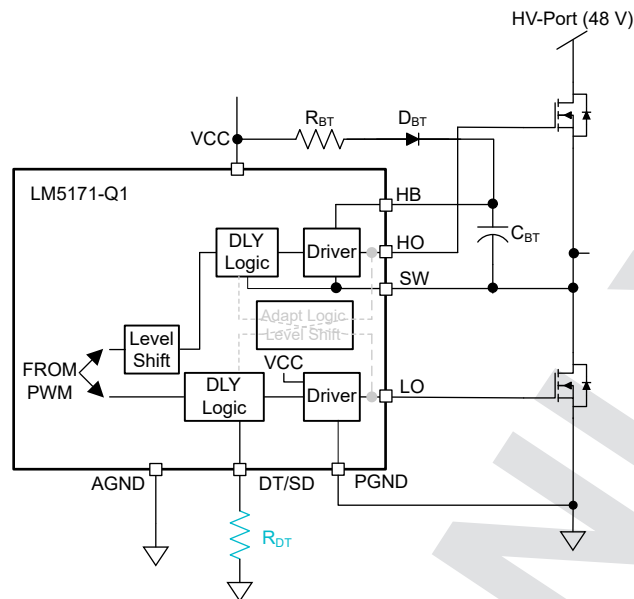 HV-Port (48 V)
RBT
DBT
VCC
LM5171-Q1
HB
DLY
Logic
Driver
HO
CBT
SW
Adapt Logic
Level Shift
Level
Shift
FROM
PWM
VCC
DLY
Logic
Driver
LO
AGND
DT/SD
PGND
RDT